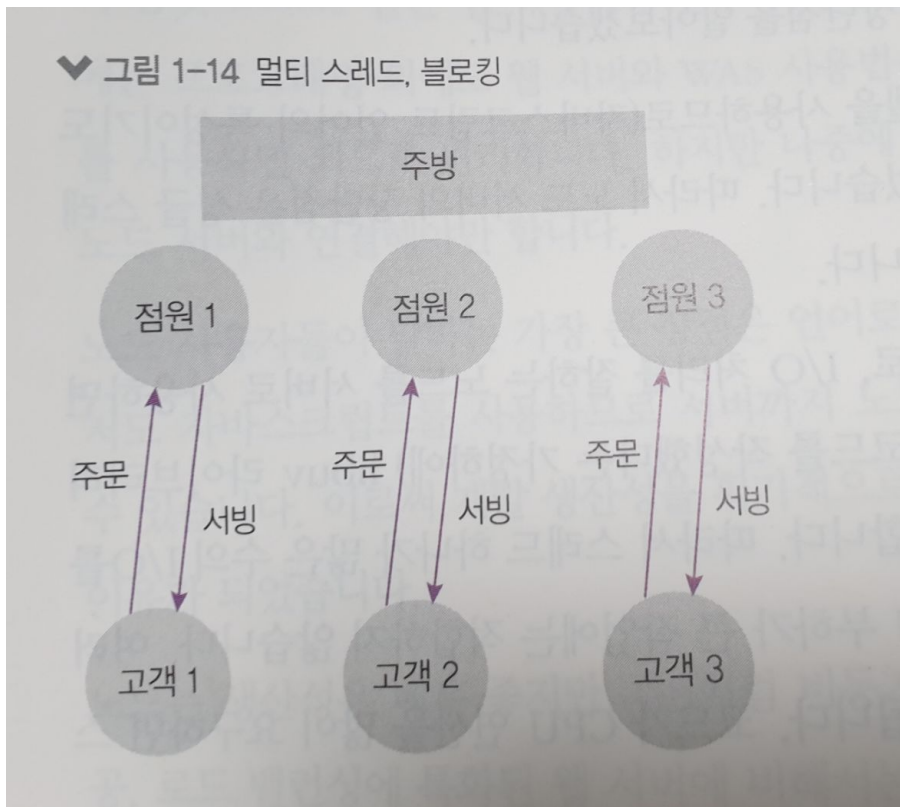 그림 1-14 멀티 스레드, 블로킹
주방
점원 1
점원 2
점원 3
주문
서빙
주문
서빙
주문
서빙
고객 1
고객 2
고객 3